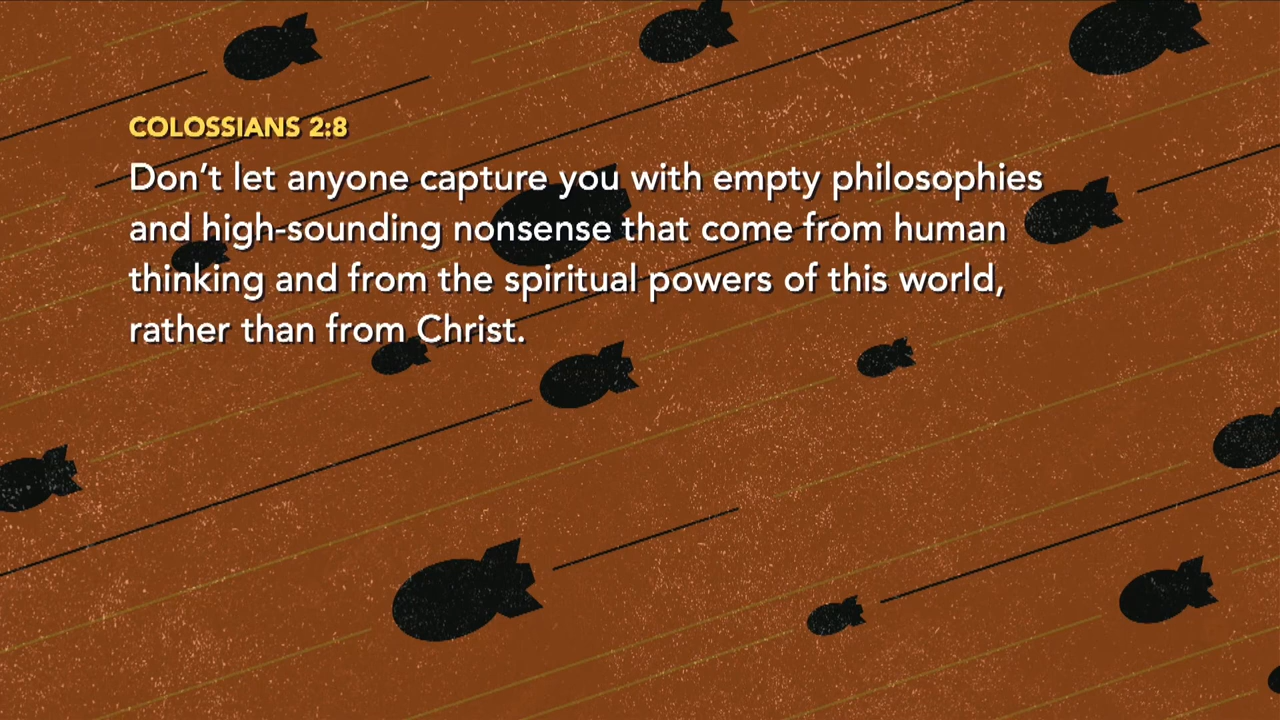 COLOSSIANS 2:8
Don’t let anyone capture you with empty philosophies
and high-sounding nonsense that come from human
thinking and from the spiritual powers of this world,
rather than from Christ.